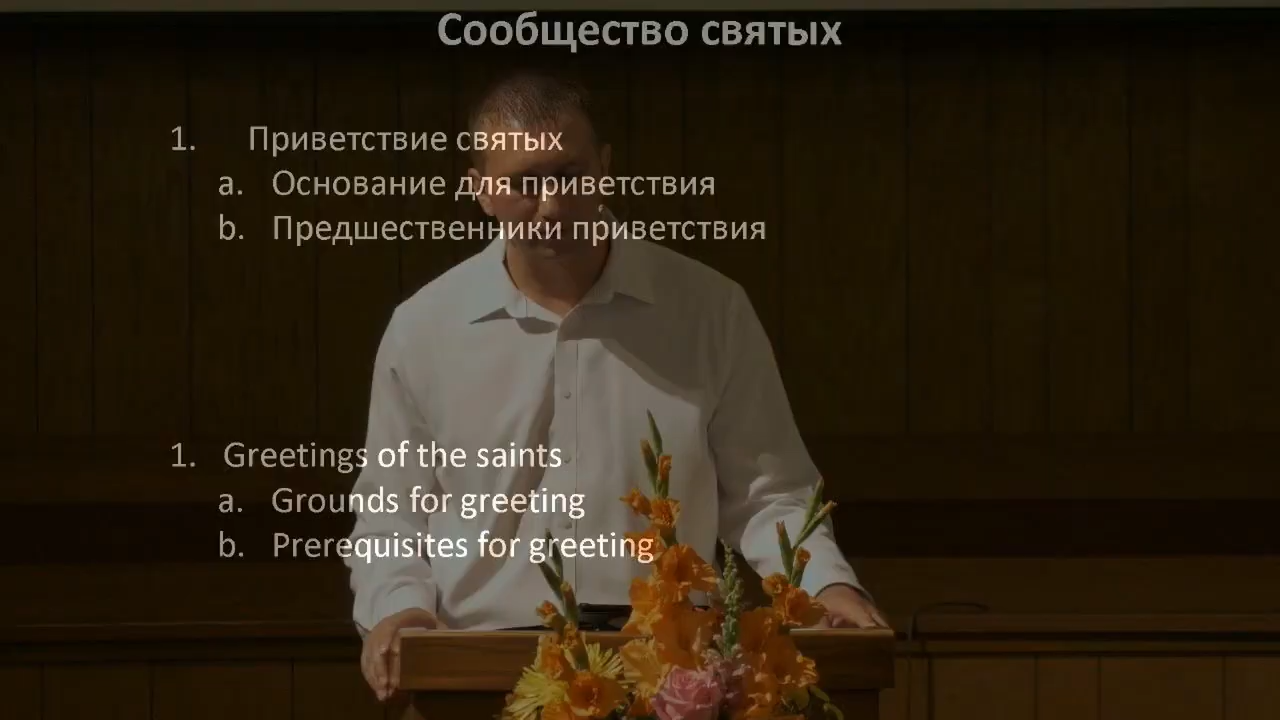 Сообщество святых
1. Приветствие святых
a. Основание для приветствия
b. Предшественники приветствия
1. Greetings of the saints
a. Grounds for greeting
b. Prerequisites for greeting